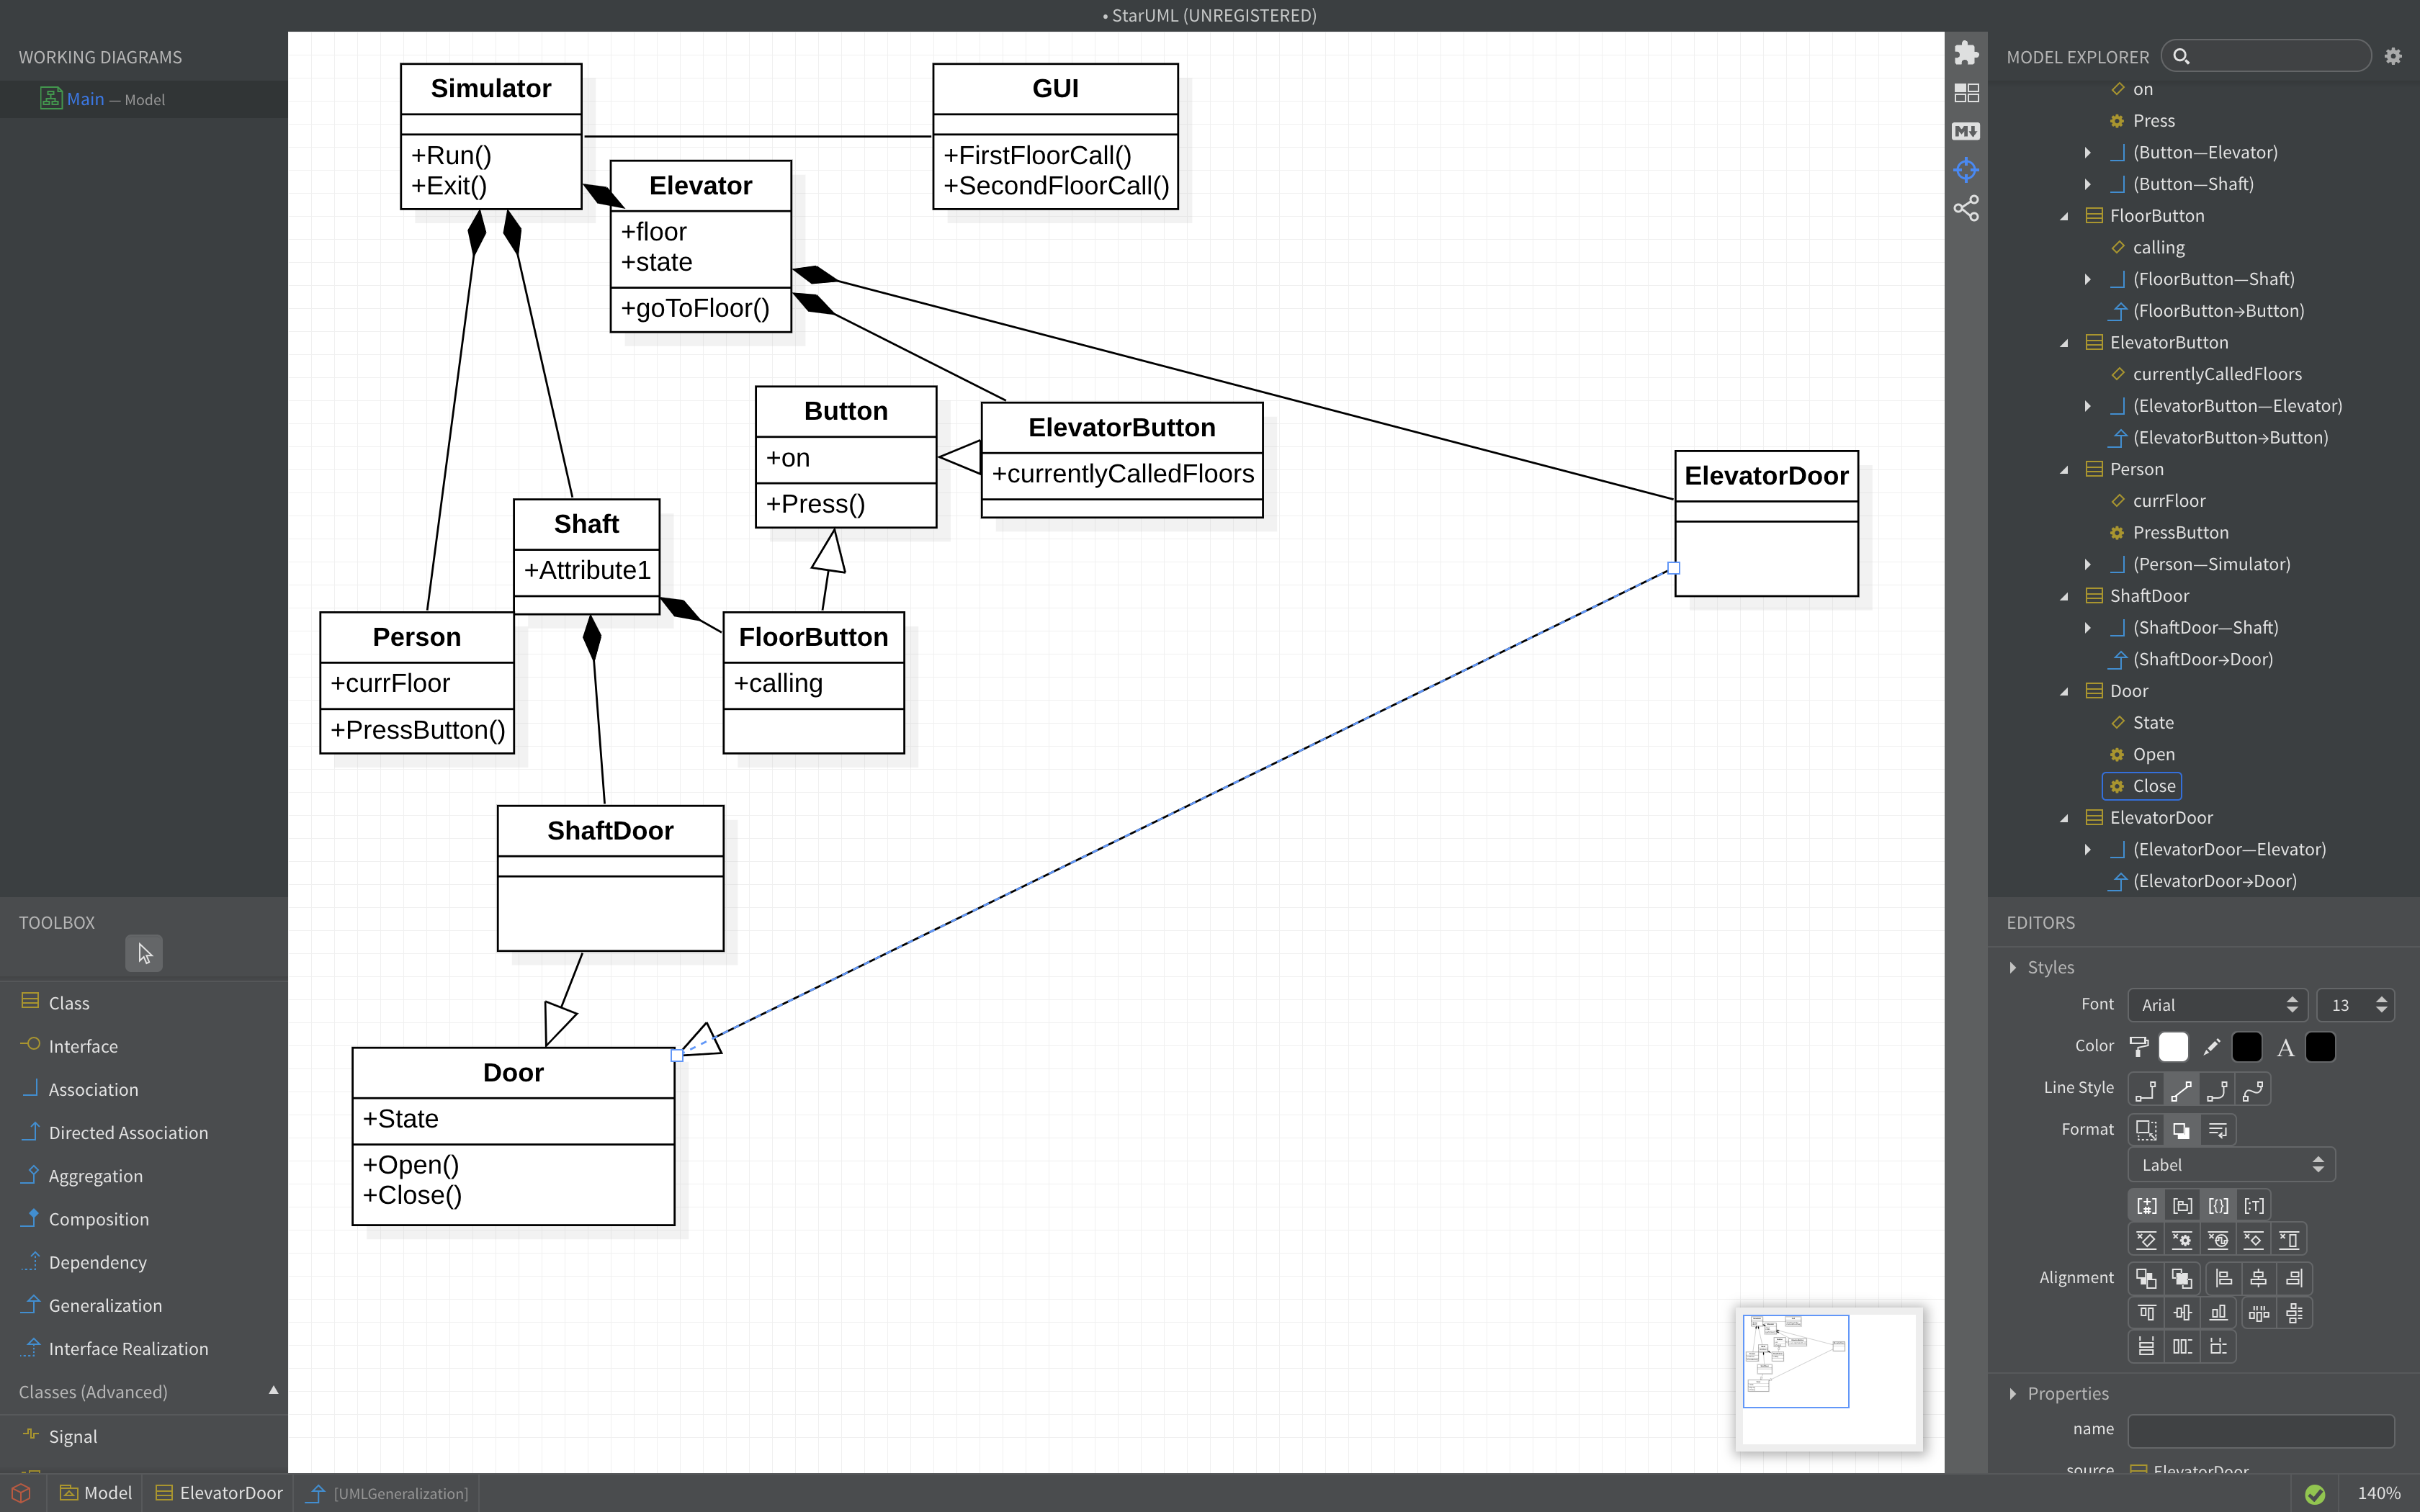 • StarUML (UNREGISTERED)
WORKING DIAGRAMS
Main — Model
TOOLBOX
Class
Interface
Association
Directed Association
Aggregation
Composition
Dependency
Generalization
Interface Realization
Classes (Advanced)
Signal
Simulator
+Run()
+Exit()
GUI
+FirstFloorCall()
+SecondFloorCall()
Elevator
+floor
+state
+goToFloor()
Button
+on
+Press()
ElevatorButton
+currentlyCalledFloors
ElevatorDoor
Shaft
+Attribute1
Person
+currFloor
+PressButton()
FloorButton
+calling
ShaftDoor
Door
+State
+Open()
+Close()
MODEL EXPLORER
on
Press
(Button—Elevator)
(Button—Shaft)
FloorButton
calling
(FloorButton—Shaft)
(FloorButton→Button)
ElevatorButton
currentlyCalledFloors
(ElevatorButton—Elevator)
(ElevatorButton→Button)
Person
currFloor
PressButton
(Person—Simulator)
ShaftDoor
(ShaftDoor—Shaft)
(ShaftDoor→Door)
Door
State
Open
Close
ElevatorDoor
(ElevatorDoor—Elevator)
(ElevatorDoor→Door)
EDITORS
Styles
Font Arial 13
Color A
Line Style
Format
Label
Alignment
Properties
name
source ElevatorDoor
Model ElevatorDoor [UMLGeneralization] 140%